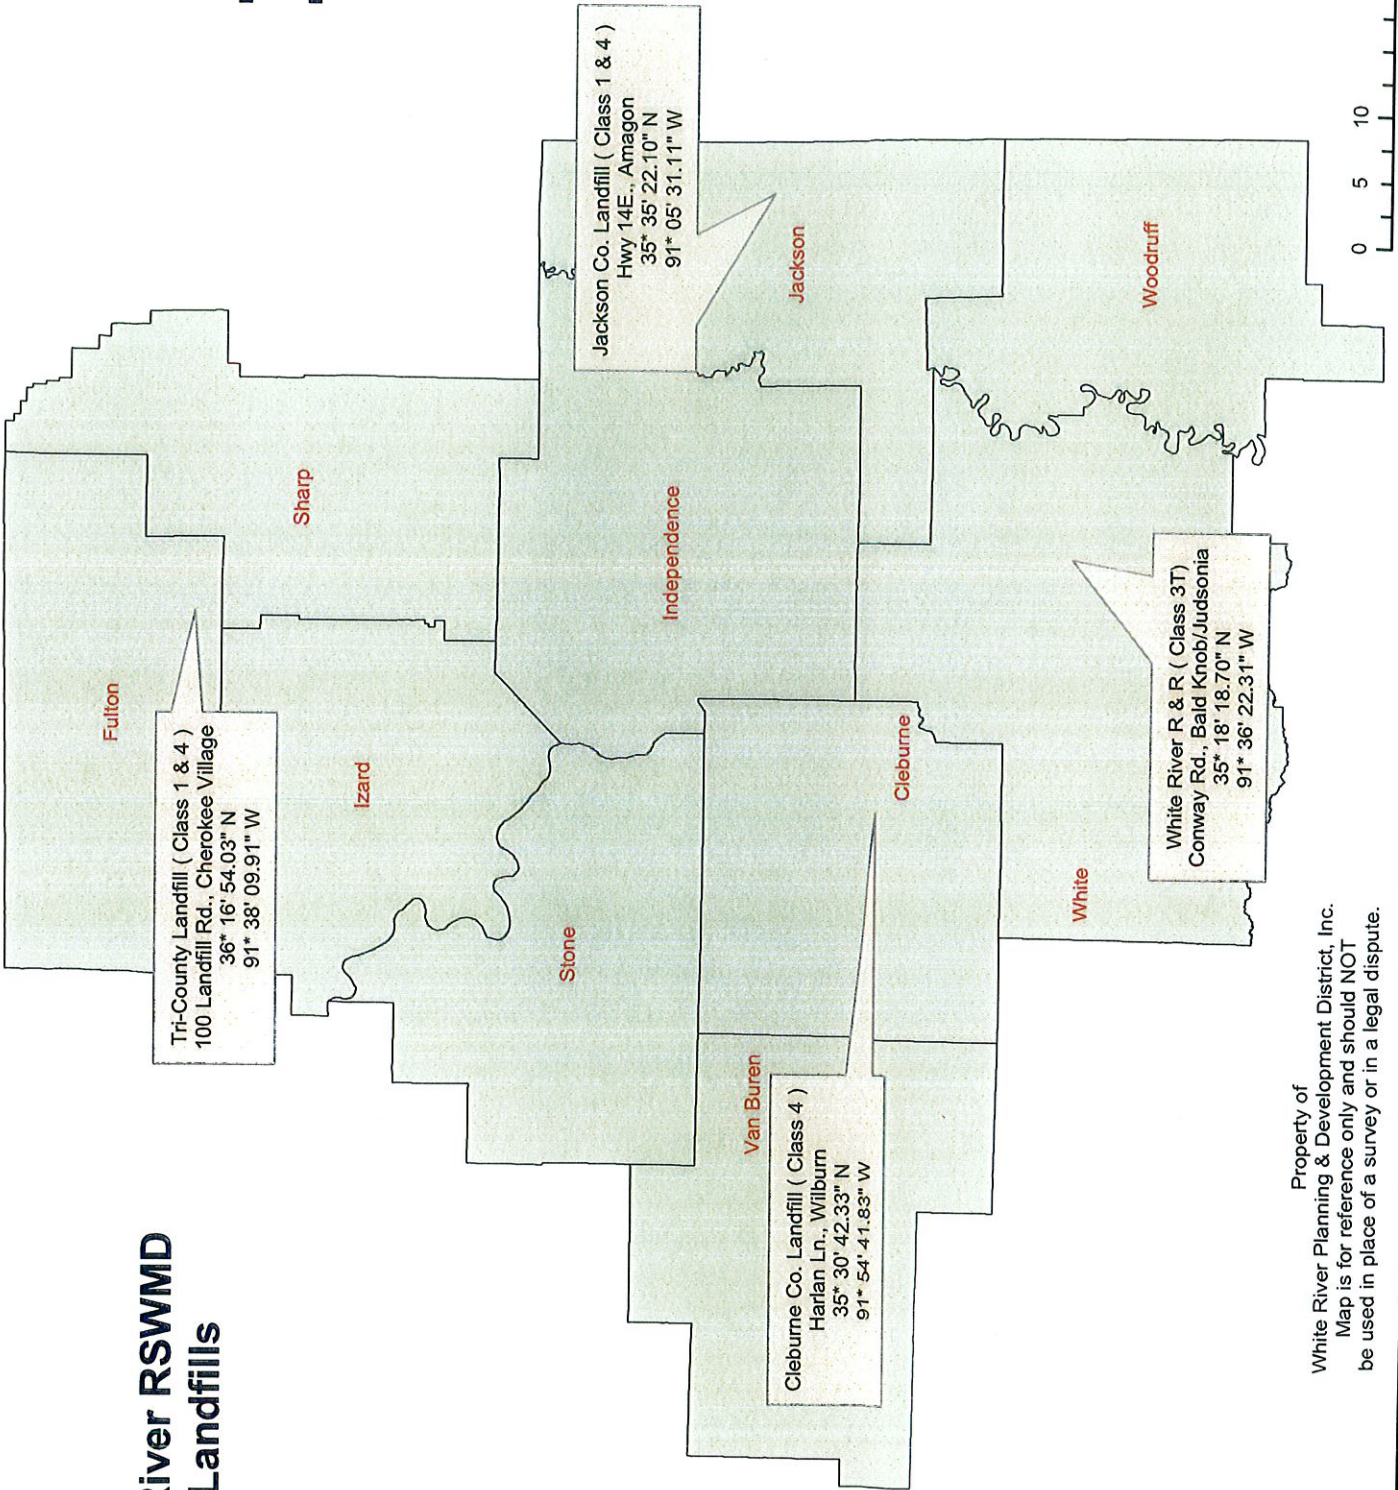 River RSWMD
Landfills
Fulton
Tri-County Landfill ( Class 1 & 4 )
100 Landfill Rd., Cherokee Village
36* 16' 54.03" N
91* 38' 09.91" W
Sharp
Izard
Stone
Independence
Jackson Co. Landfill ( Class 1 & 4 )
Hwy 14E., Amagon
35* 35' 22.10" N
91* 05' 31.11" W
Jackson
Van Buren
Cleburne Co. Landfill ( Class 4 )
Harlan Ln., Wilburn
35* 30' 42.33" N
91* 54' 41.83" W
Cleburne
Woodruff
White
White River R & R ( Class 3T)
Conway Rd., Bald Knob/Judsonia
35* 18' 18.70" N
91* 36' 22.31" W
Property of
White River Planning & Development District, Inc.
Map is for reference only and should NOT
be used in place of a survey or in a legal dispute.
0 5 10